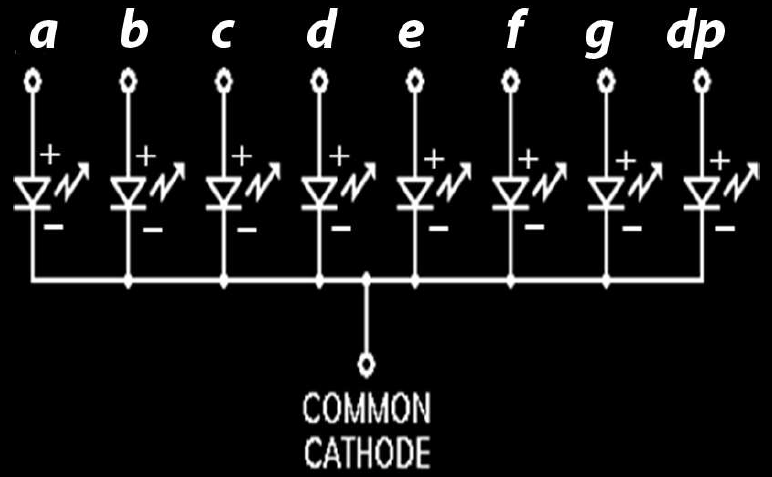 a b c d e f g dp
+ + + + + + + +
− − − − − − − −
COMMON
CATHODE